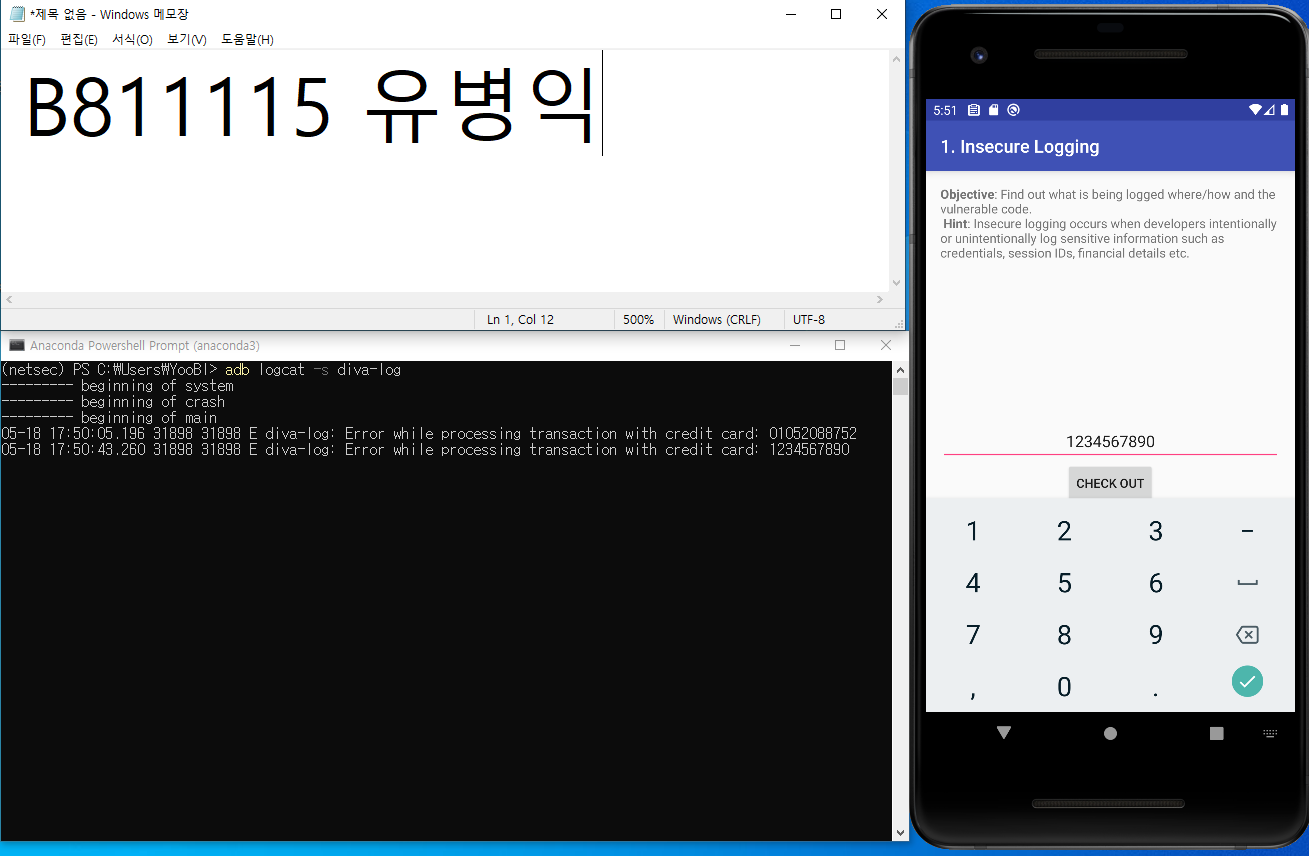 *제목 없음 - Windows 메모장
파일(F) 편집(E) 서식(O) 보기(V) 도움말(H)
B811115 유병익
Ln 1, Col 12 500% Windows (CRLF) UTF-8
Anaconda Powershell Prompt (anaconda3)
(netsec) PS C:\Users\YooBI> adb logcat -s diva-log
--------- beginning of system
--------- beginning of crash
--------- beginning of main
05-18 17:50:05.196 31898 31898 E diva-log: Error while processing transaction with credit card: 01052088752
05-18 17:50:43.260 31898 31898 E diva-log: Error while processing transaction with credit card: 1234567890
5:51
1. Insecure Logging
Objective: Find out what is being logged where/how and the
vulnerable code.
Hint: Insecure logging occurs when developers intentionally
or unintentionally log sensitive information such as
credentials, session IDs, financial details etc.
1234567890
CHECK OUT
1 2 3 -
4 5 6
7 8 9
, 0 .